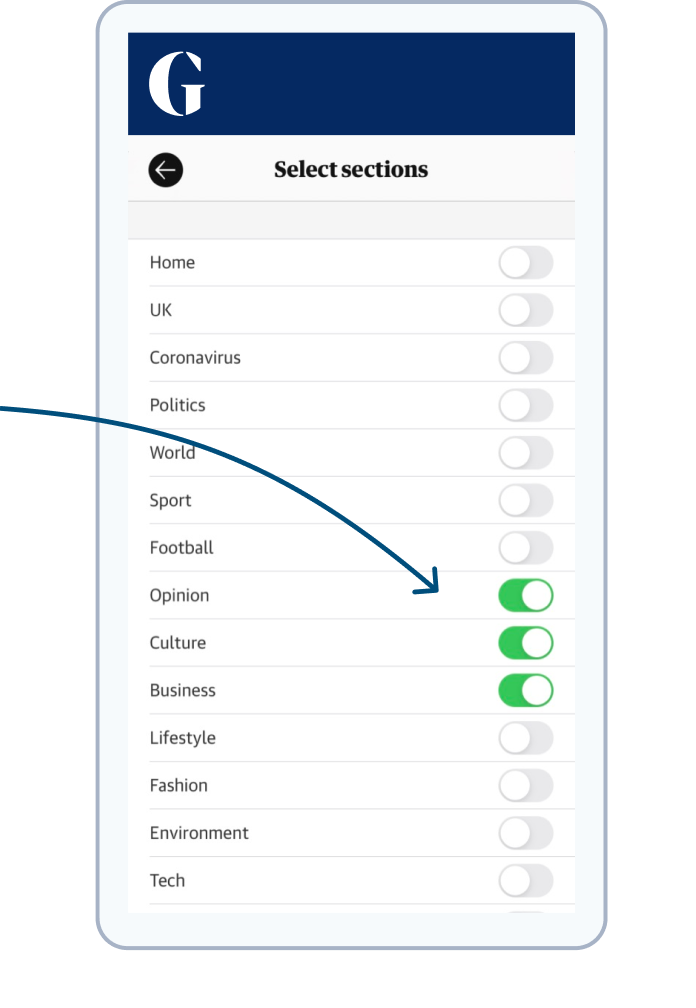 G
Select sections
Home
UK
Coronavirus
Politics
World
Sport
Football
Opinion
Culture
Business
Lifestyle
Fashion
Environment
Tech